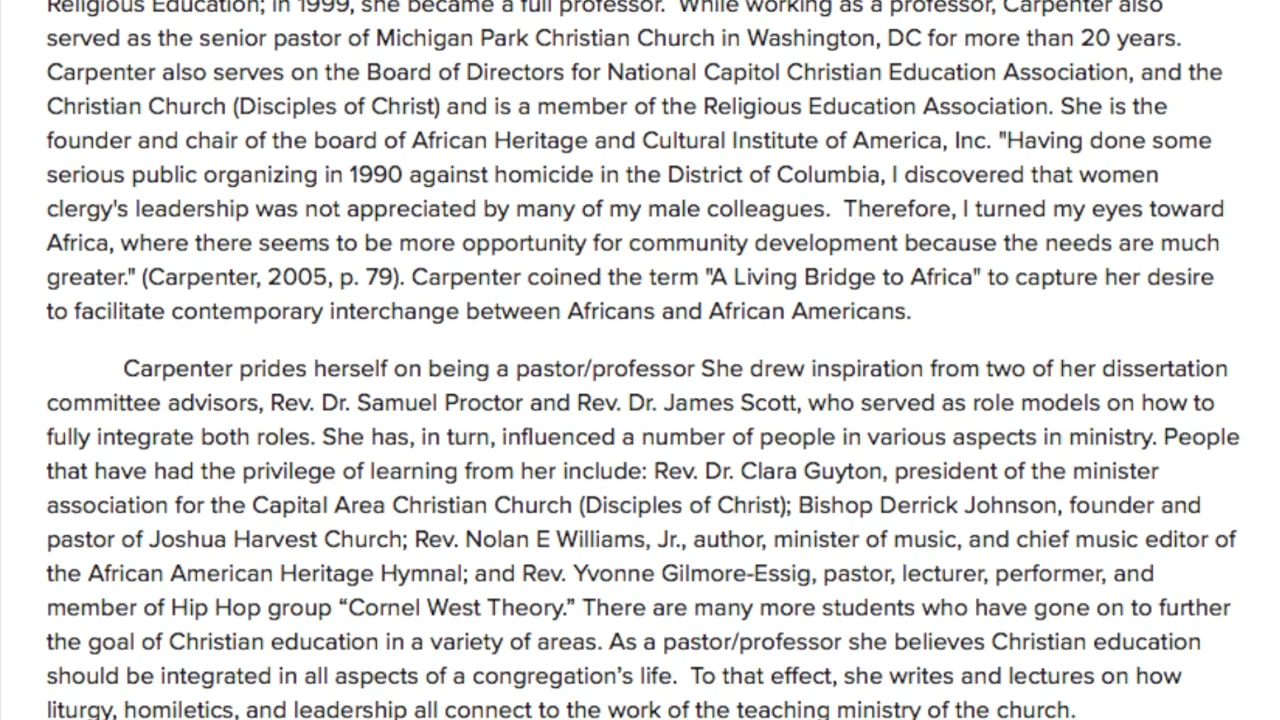 Religious Education; in 1999, she became a full professor.  While working as a professor, Carpenter also
served as the senior pastor of Michigan Park Christian Church in Washington, DC for more than 20 years.
Carpenter also serves on the Board of Directors for National Capitol Christian Education Association, and the
Christian Church (Disciples of Christ) and is a member of the Religious Education Association. She is the
founder and chair of the board of African Heritage and Cultural Institute of America, Inc. "Having done some
serious public organizing in 1990 against homicide in the District of Columbia, I discovered that women
clergy's leadership was not appreciated by many of my male colleagues.  Therefore, I turned my eyes toward
Africa, where there seems to be more opportunity for community development because the needs are much
greater." (Carpenter, 2005, p. 79). Carpenter coined the term "A Living Bridge to Africa" to capture her desire
to facilitate contemporary interchange between Africans and African Americans.
Carpenter prides herself on being a pastor/professor She drew inspiration from two of her dissertation
committee advisors, Rev. Dr. Samuel Proctor and Rev. Dr. James Scott, who served as role models on how to
fully integrate both roles. She has, in turn, influenced a number of people in various aspects in ministry. People
that have had the privilege of learning from her include: Rev. Dr. Clara Guyton, president of the minister
association for the Capital Area Christian Church (Disciples of Christ); Bishop Derrick Johnson, founder and
pastor of Joshua Harvest Church; Rev. Nolan E Williams, Jr., author, minister of music, and chief music editor of
the African American Heritage Hymnal; and Rev. Yvonne Gilmore-Essig, pastor, lecturer, performer, and
member of Hip Hop group “Cornel West Theory.” There are many more students who have gone on to further
the goal of Christian education in a variety of areas. As a pastor/professor she believes Christian education
should be integrated in all aspects of a congregation’s life.  To that effect, she writes and lectures on how
liturgy, homiletics, and leadership all connect to the work of the teaching ministry of the church.